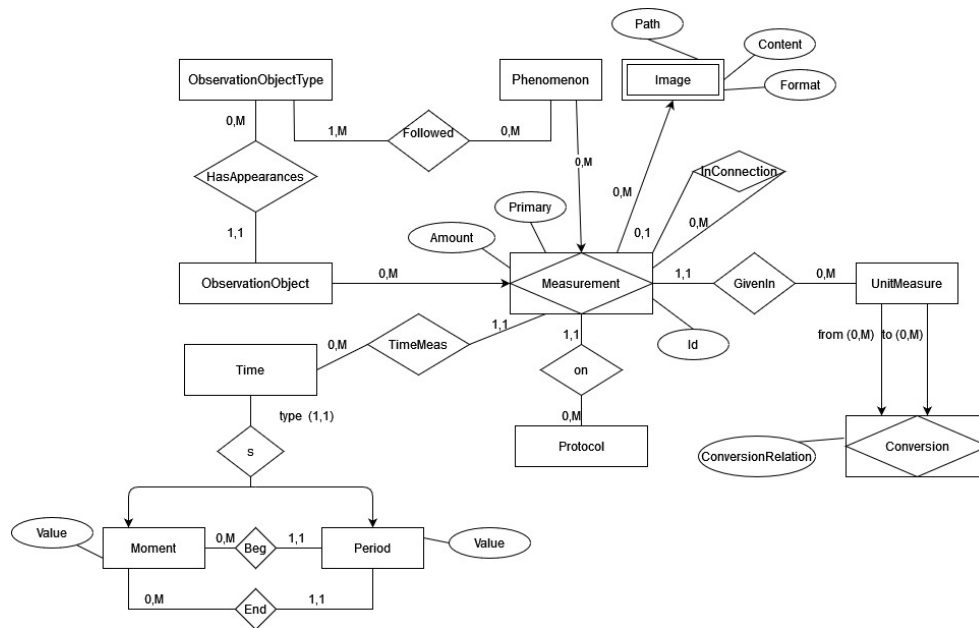 Path
Content
Format
ObservationObjectType
Phenomenon
Image
0,M
1,M
Followed
0,M
HasAppearances
0,M
0,M
InConnection
Primary
1,1
Amount
0,1
0,M
ObservationObject
0,M
Measurement
1,1
GivenIn
0,M
UnitMeasure
1,1
1,1
0,M
TimeMeas
Id
from (0,M)
to (0,M)
Time
on
type (1,1)
0,M
Protocol
s
ConversionRelation
Conversion
Value
Moment
0,M
Beg
1,1
Period
Value
0,M
End
1,1